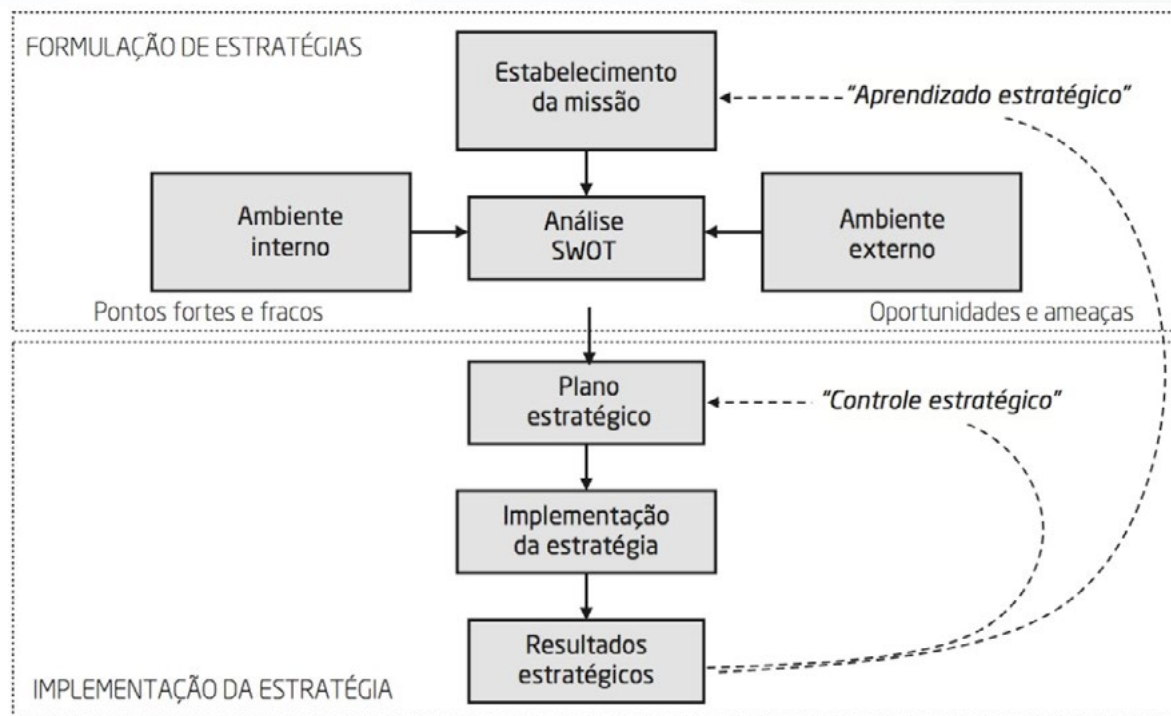 FORMULAÇÃO DE ESTRATÉGIAS
Estabelecimento
da missão
"Aprendizado estratégico"
Ambiente
interno
Análise
SWOT
Ambiente
externo
Pontos fortes e fracos
Oportunidades e ameaças
Plano
estratégico
"Controle estratégico"
Implementação
da estratégia
Resultados
estratégicos
IMPLEMENTAÇÃO DA ESTRATÉGIA